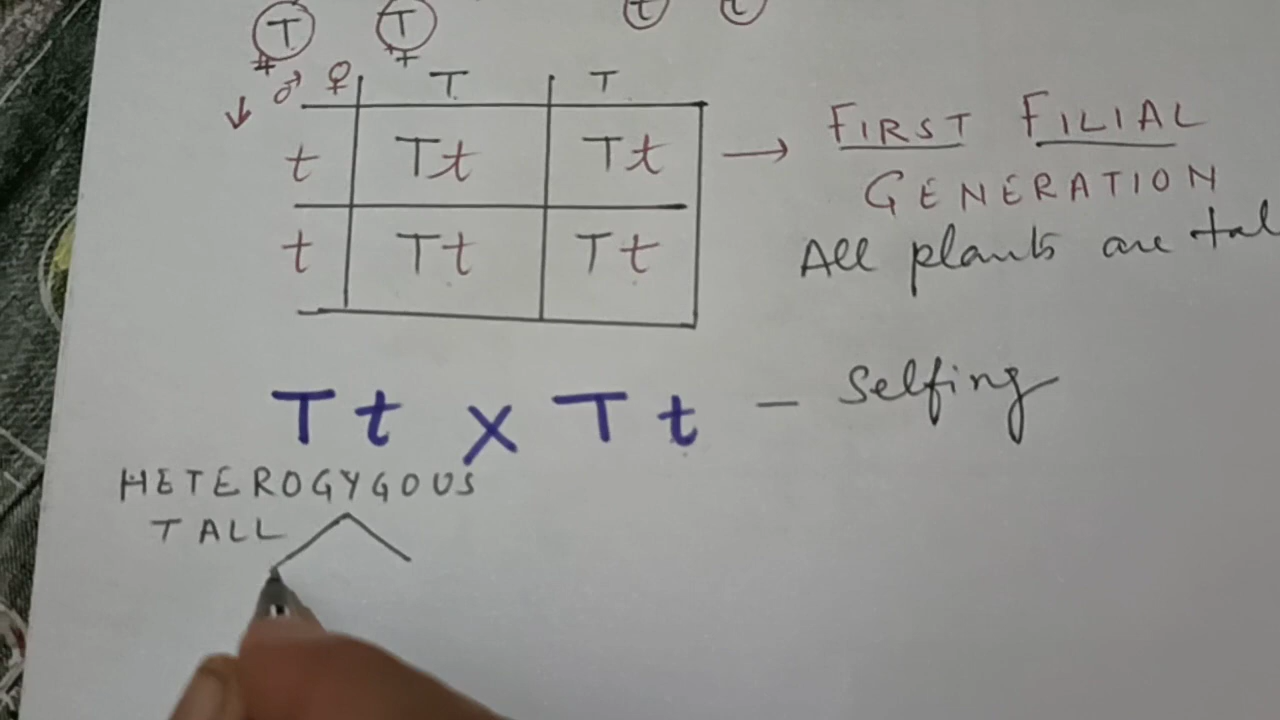 T T t t
♂ ♀ T T
t Tt Tt → FIRST FILIAL
GENERATION
t Tt Tt All plants are tal
Tt x Tt - Selfing
HETEROGYGOUS
TALL